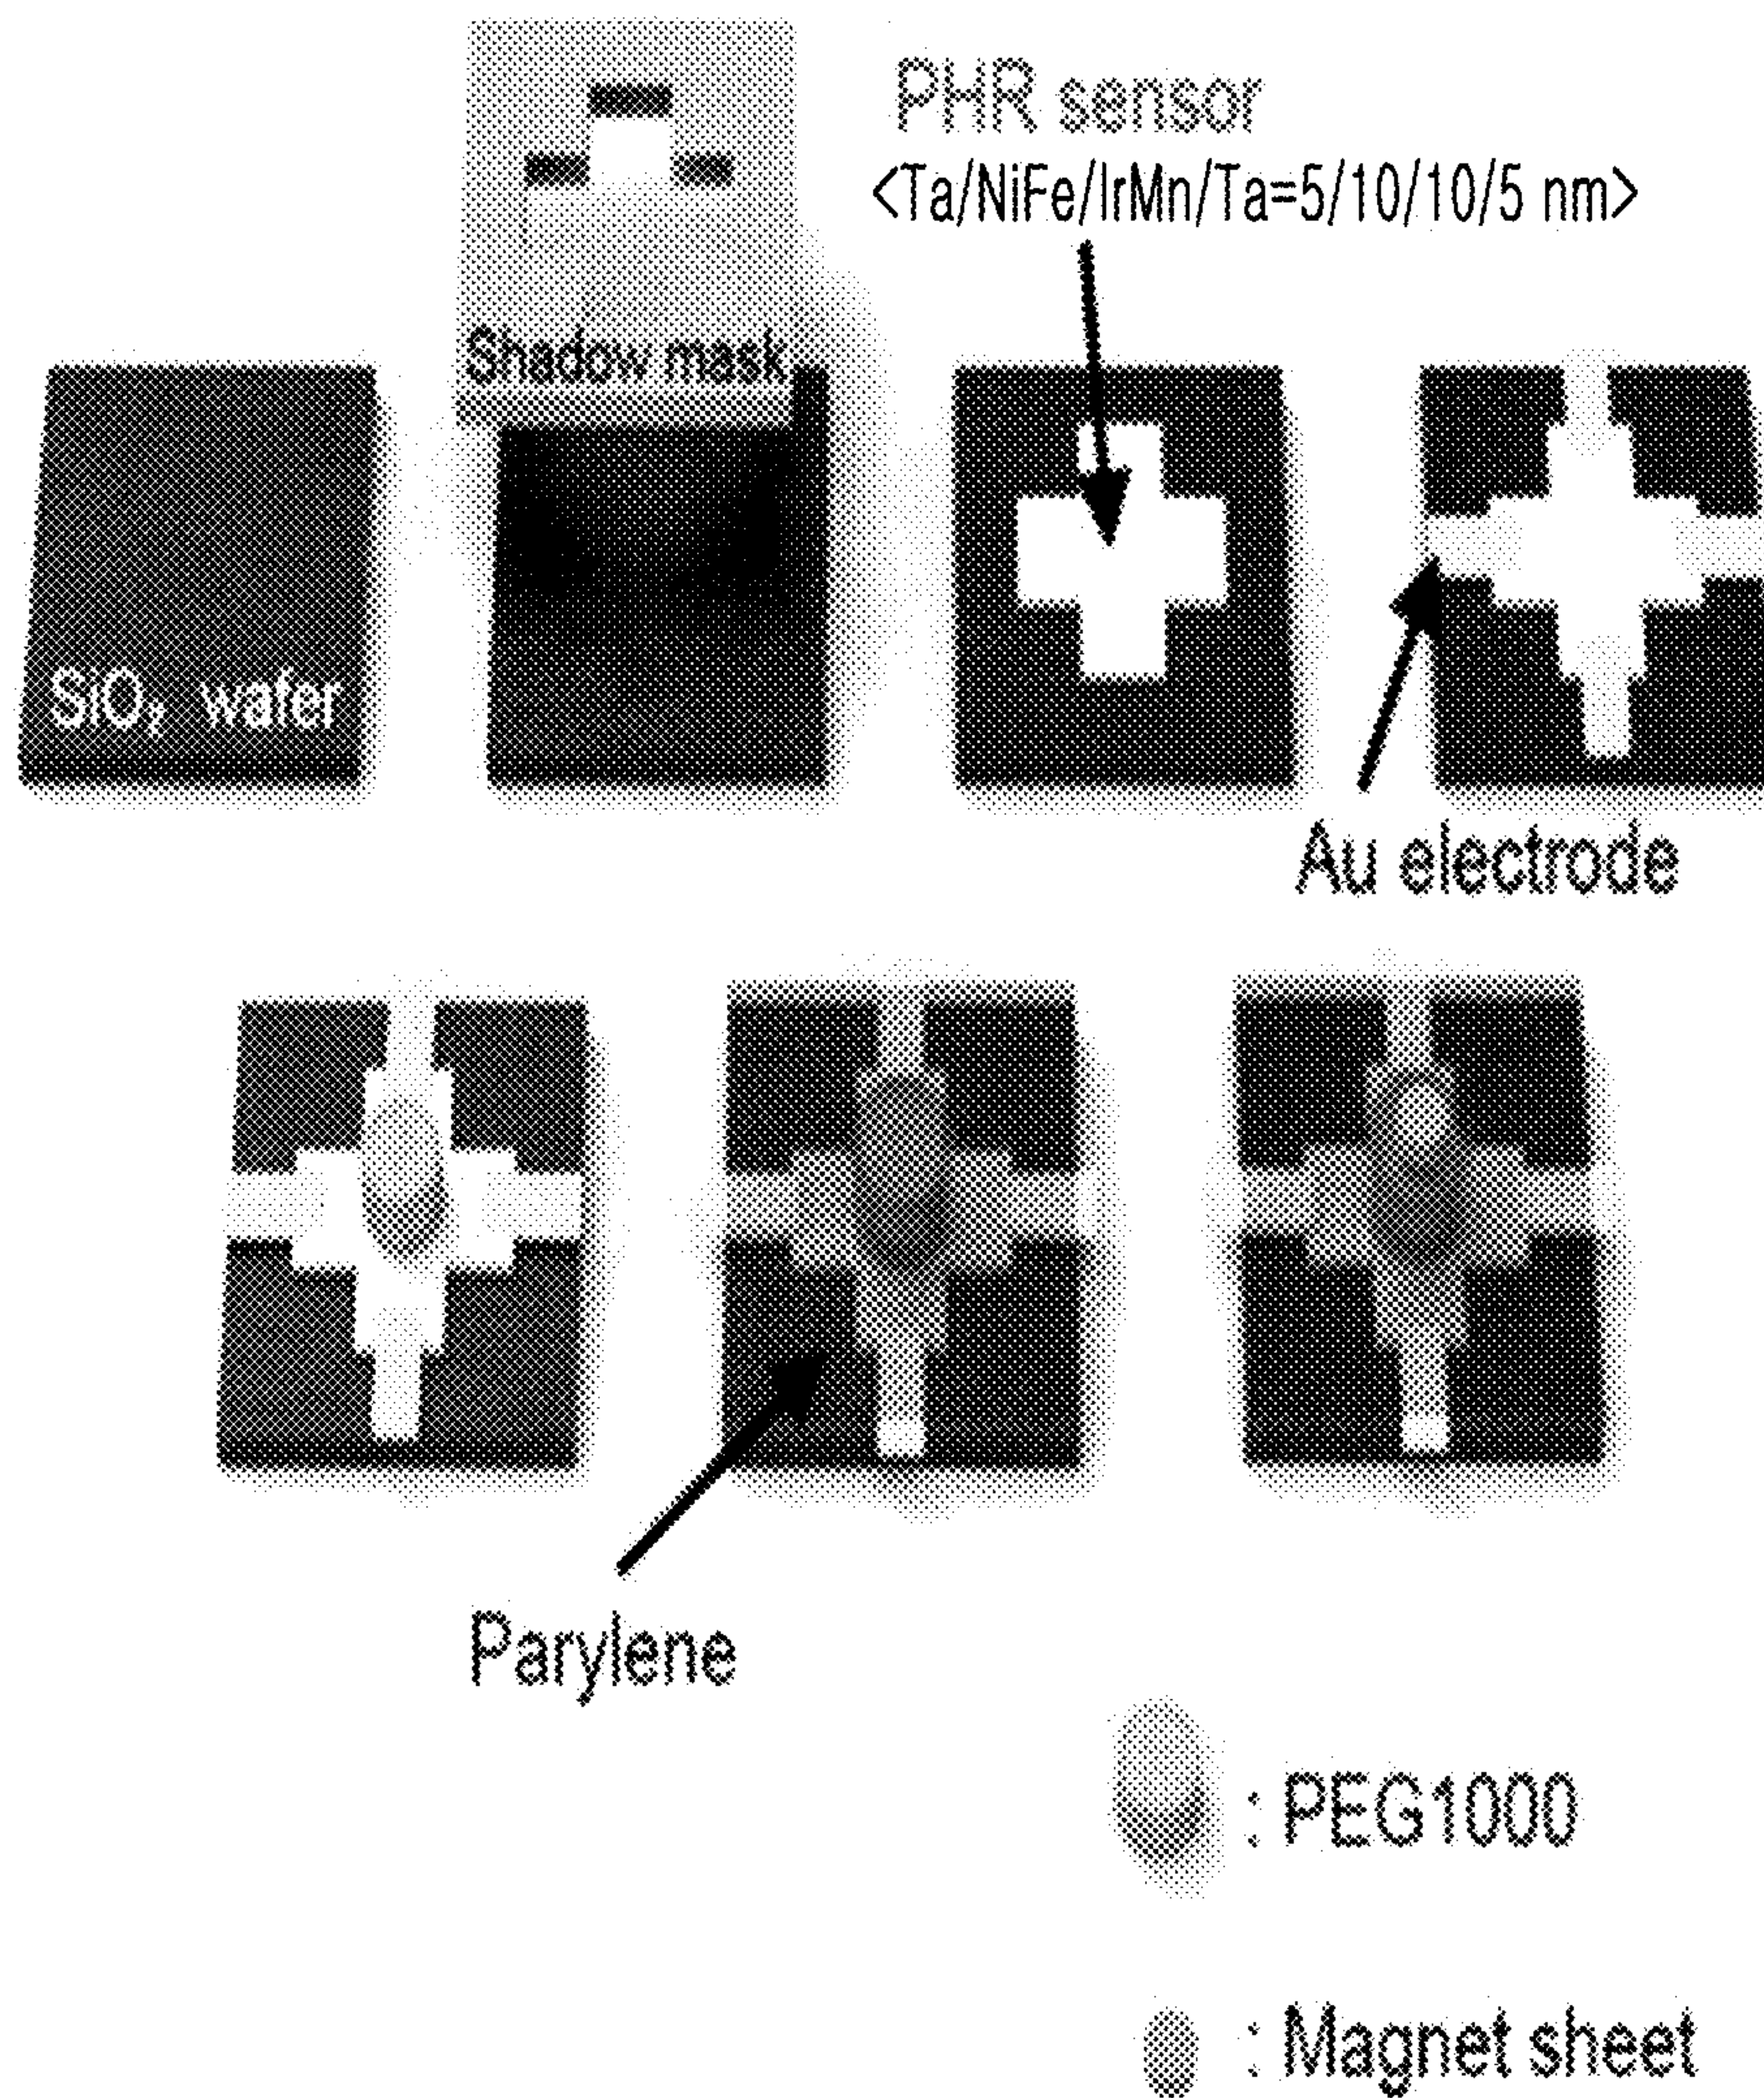 PHR sensor
<Ta/NiFe/IrMn/Ta=5/10/10/5 nm>
Shadow mask
SiO₂ wafer
Au electrode
Parylene
: PEG1000
: Magnet sheet